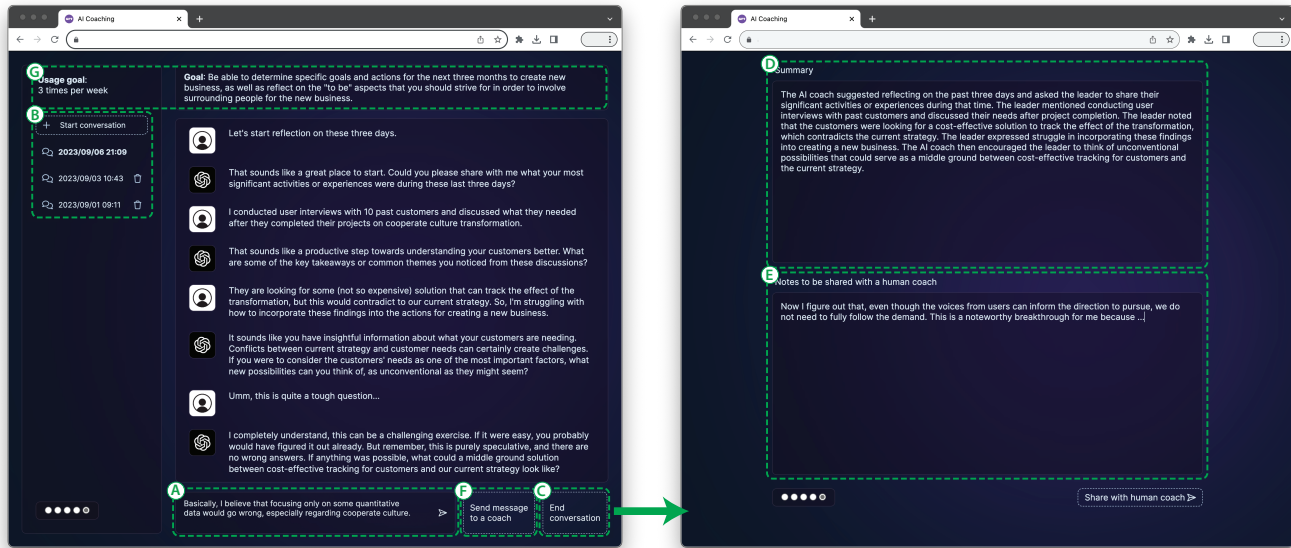 AI Coaching
G
Usage goal:
3 times per week
Goal: Be able to determine specific goals and actions for the next three months to create new
business, as well as reflect on the "to be" aspects that you should strive for in order to involve
surrounding people for the new business.
B
+ Start conversation
2023/09/06 21:09
2023/09/03 10:43
2023/09/01 09:11
Let's start reflection on these three days.
That sounds like a great place to start. Could you please share with me what your most
significant activities or experiences were during these last three days?
I conducted user interviews with 10 past customers and discussed what they needed
after they completed their projects on cooperate culture transformation.
That sounds like a productive step towards understanding your customers better. What
are some of the key takeaways or common themes you noticed from these discussions?
They are looking for some (not so expensive) solution that can track the effect of the
transformation, but this would contradict to our current strategy. So, I'm struggling with
how to incorporate these findings into the actions for creating a new business.
It sounds like you have insightful information about what your customers are needing.
Conflicts between current strategy and customer needs can certainly create challenges.
If you were to consider the customers' needs as one of the most important factors, what
new possibilities can you think of, as unconventional as they might seem?
Umm, this is quite a tough question...
I completely understand, this can be a challenging exercise. If it were easy, you probably
would have figured it out already. But remember, this is purely speculative, and there are
no wrong answers. If anything was possible, what could a middle ground solution
between cost-effective tracking for customers and our current strategy look like?
A
Basically, I believe that focusing only on some quantitative
data would go wrong, especially regarding cooperate culture.
F
Send message
to a coach
C
End
conversation
AI Coaching
D
Summary
The AI coach suggested reflecting on the past three days and asked the leader to share their
significant activities or experiences during that time. The leader mentioned conducting user
interviews with past customers and discussed their needs after project completion. The leader noted
that the customers were looking for a cost-effective solution to track the effect of the transformation,
which contradicts the current strategy. The leader expressed struggle in incorporating these findings
into creating a new business. The AI coach then encouraged the leader to think of unconventional
possibilities that could serve as a middle ground between cost-effective tracking for customers and
the current strategy.
E
Notes to be shared with a human coach
Now I figure out that, even though the voices from users can inform the direction to pursue, we do
not need to fully follow the demand. This is a noteworthy breakthrough for me because ...
Share with human coach